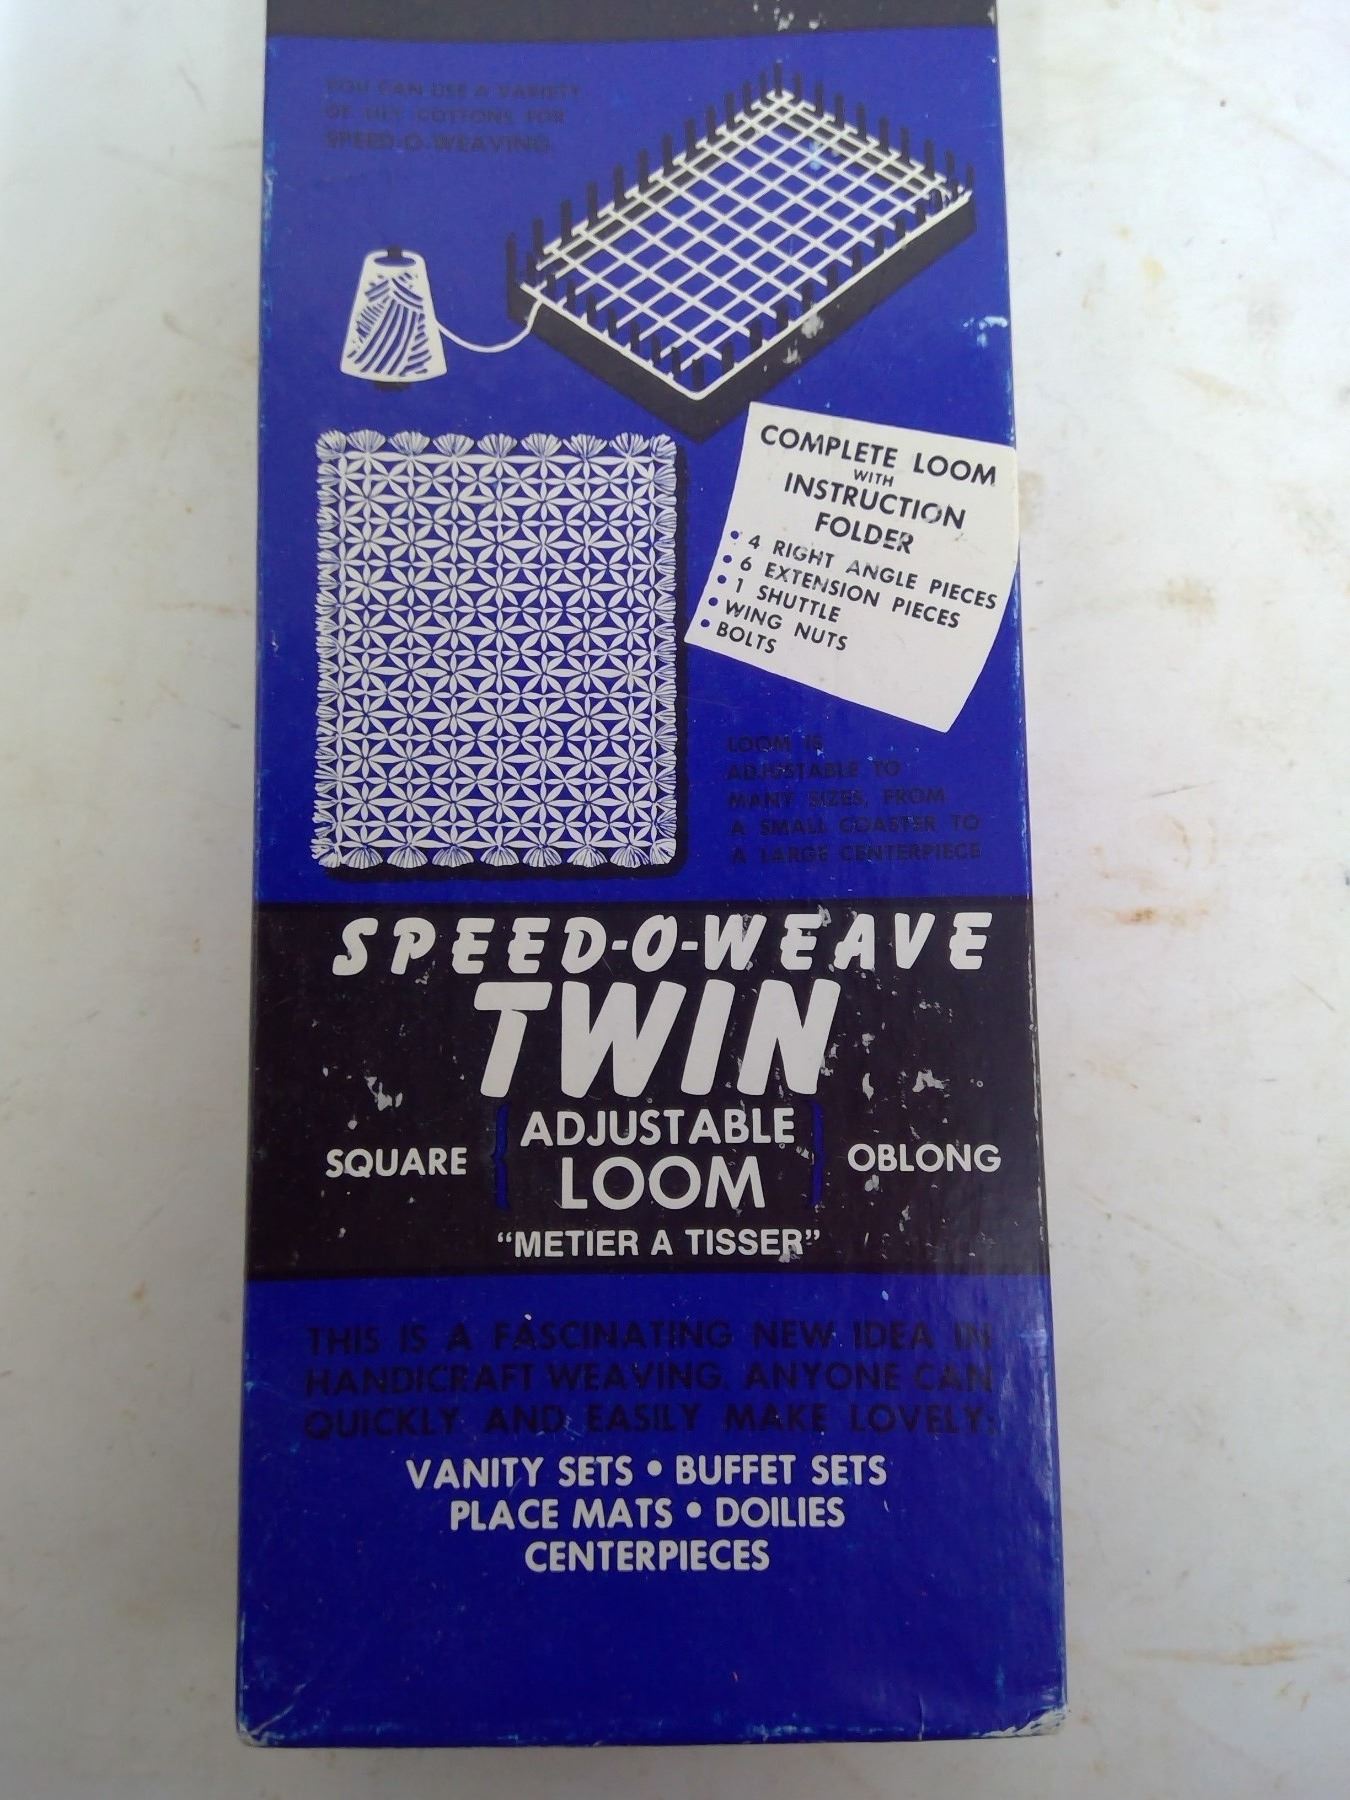 YOU CAN USE A VARIETY
OF LILY COTTONS FOR
SPEED-O-WEAVING
COMPLETE LOOM
WITH
INSTRUCTION
FOLDER
• 4 RIGHT ANGLE PIECES
• 6 EXTENSION PIECES
• 1 SHUTTLE
• WING NUTS
• BOLTS
LOOM IS
ADJUSTABLE TO
MANY SIZES, FROM
A SMALL COASTER TO
A LARGE CENTERPIECE
SPEED-O-WEAVE
TWIN
SQUARE { ADJUSTABLE LOOM } OBLONG
"METIER A TISSER"
THIS IS A FASCINATING NEW IDEA IN
HANDICRAFT WEAVING. ANYONE CAN
QUICKLY AND EASILY MAKE LOVELY:
VANITY SETS • BUFFET SETS
PLACE MATS • DOILIES
CENTERPIECES